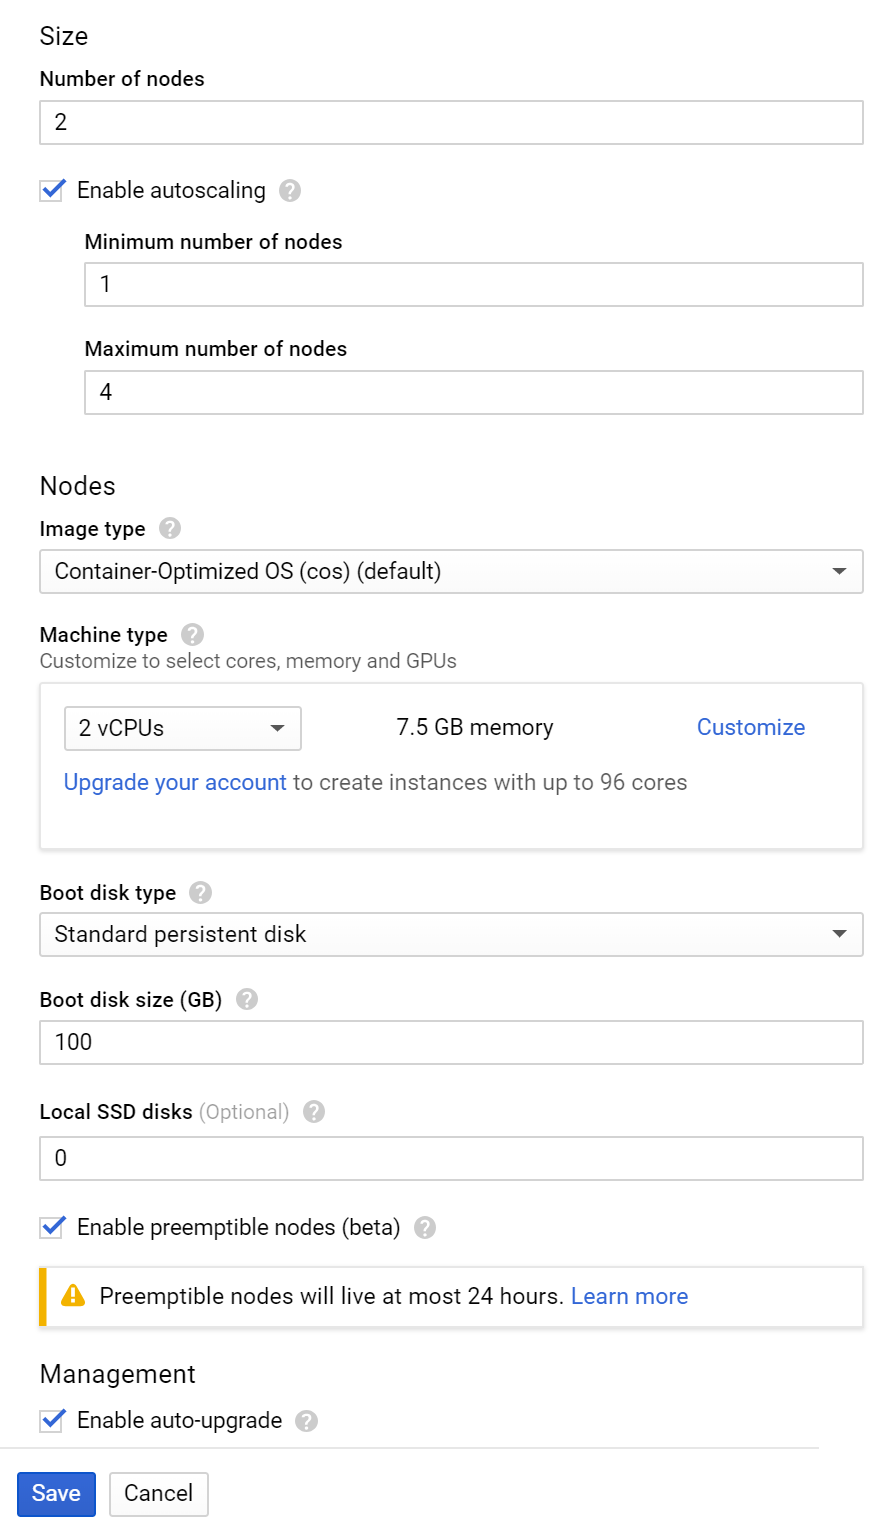 Size
Number of nodes
2
Enable autoscaling ?
Minimum number of nodes
1
Maximum number of nodes
4
Nodes
Image type ?
Container-Optimized OS (cos) (default)
Machine type ?
Customize to select cores, memory and GPUs
2 vCPUs 7.5 GB memory Customize
Upgrade your account to create instances with up to 96 cores
Boot disk type ?
Standard persistent disk
Boot disk size (GB) ?
100
Local SSD disks (Optional) ?
0
Enable preemptible nodes (beta) ?
Preemptible nodes will live at most 24 hours. Learn more
Management
Enable auto-upgrade ?
Save Cancel